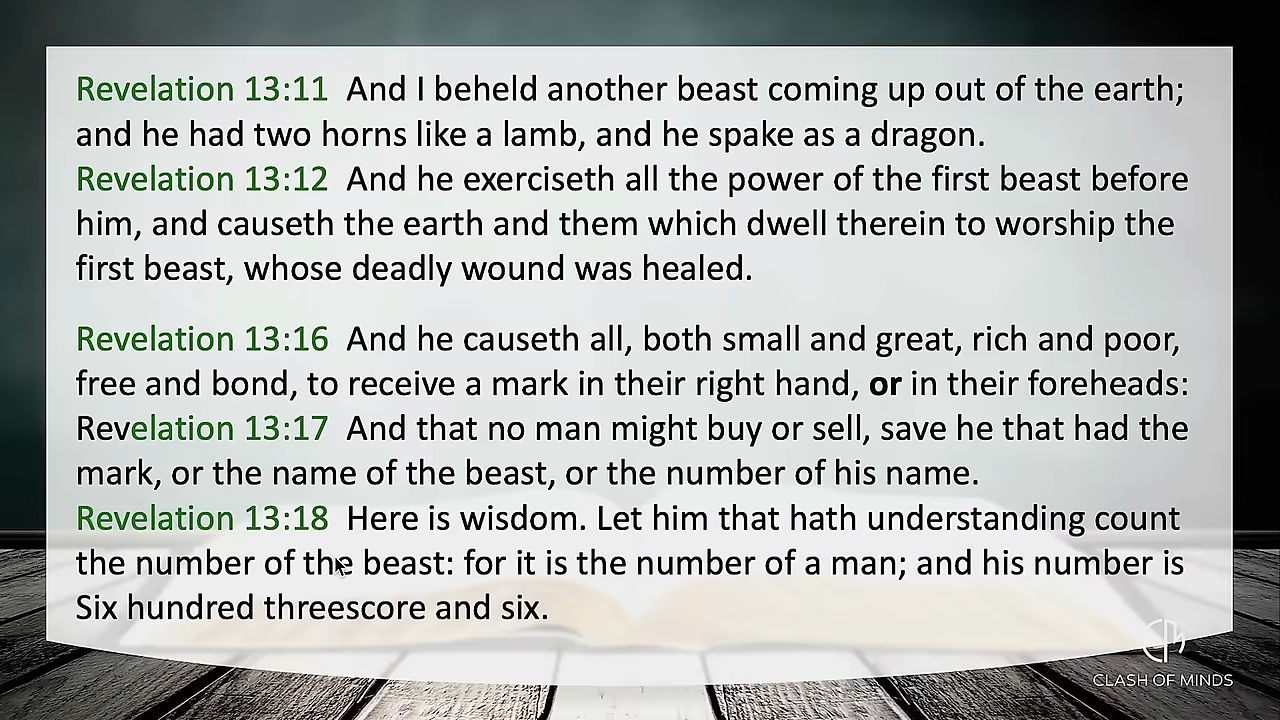 Revelation 13:11 And I beheld another beast coming up out of the earth;
and he had two horns like a lamb, and he spake as a dragon.
Revelation 13:12 And he exerciseth all the power of the first beast before
him, and causeth the earth and them which dwell therein to worship the
first beast, whose deadly wound was healed.
Revelation 13:16 And he causeth all, both small and great, rich and poor,
free and bond, to receive a mark in their right hand, or in their foreheads:
Revelation 13:17 And that no man might buy or sell, save he that had the
mark, or the name of the beast, or the number of his name.
Revelation 13:18 Here is wisdom. Let him that hath understanding count
the number of the beast: for it is the number of a man; and his number is
Six hundred threescore and six.
CLASH OF MINDS